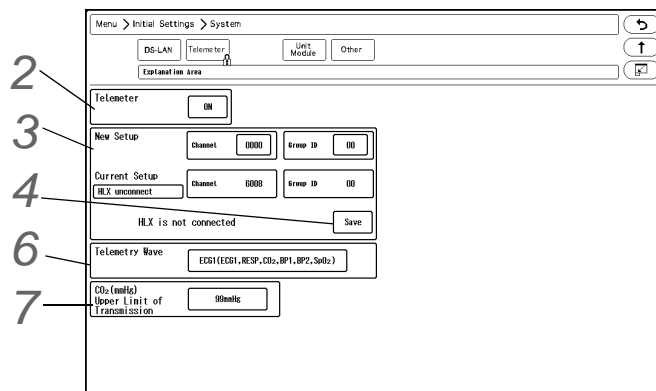 Menu > Initial Settings > System
DS-LAN Telemeter Unit Module Other
Explanation Area
2
Telemeter ON
3
New Setup Channel 0000 Group ID 00
Current Setup Channel 6008 Group ID 00
HLX unconnect
4
HLX is not connected Save
6
Telemetry Wave
ECG1(ECG1,RESP,CO₂,BP1,BP2,SpO₂)
7
CO₂(mmHg)
Upper Limit of
Transmission
99mmHg